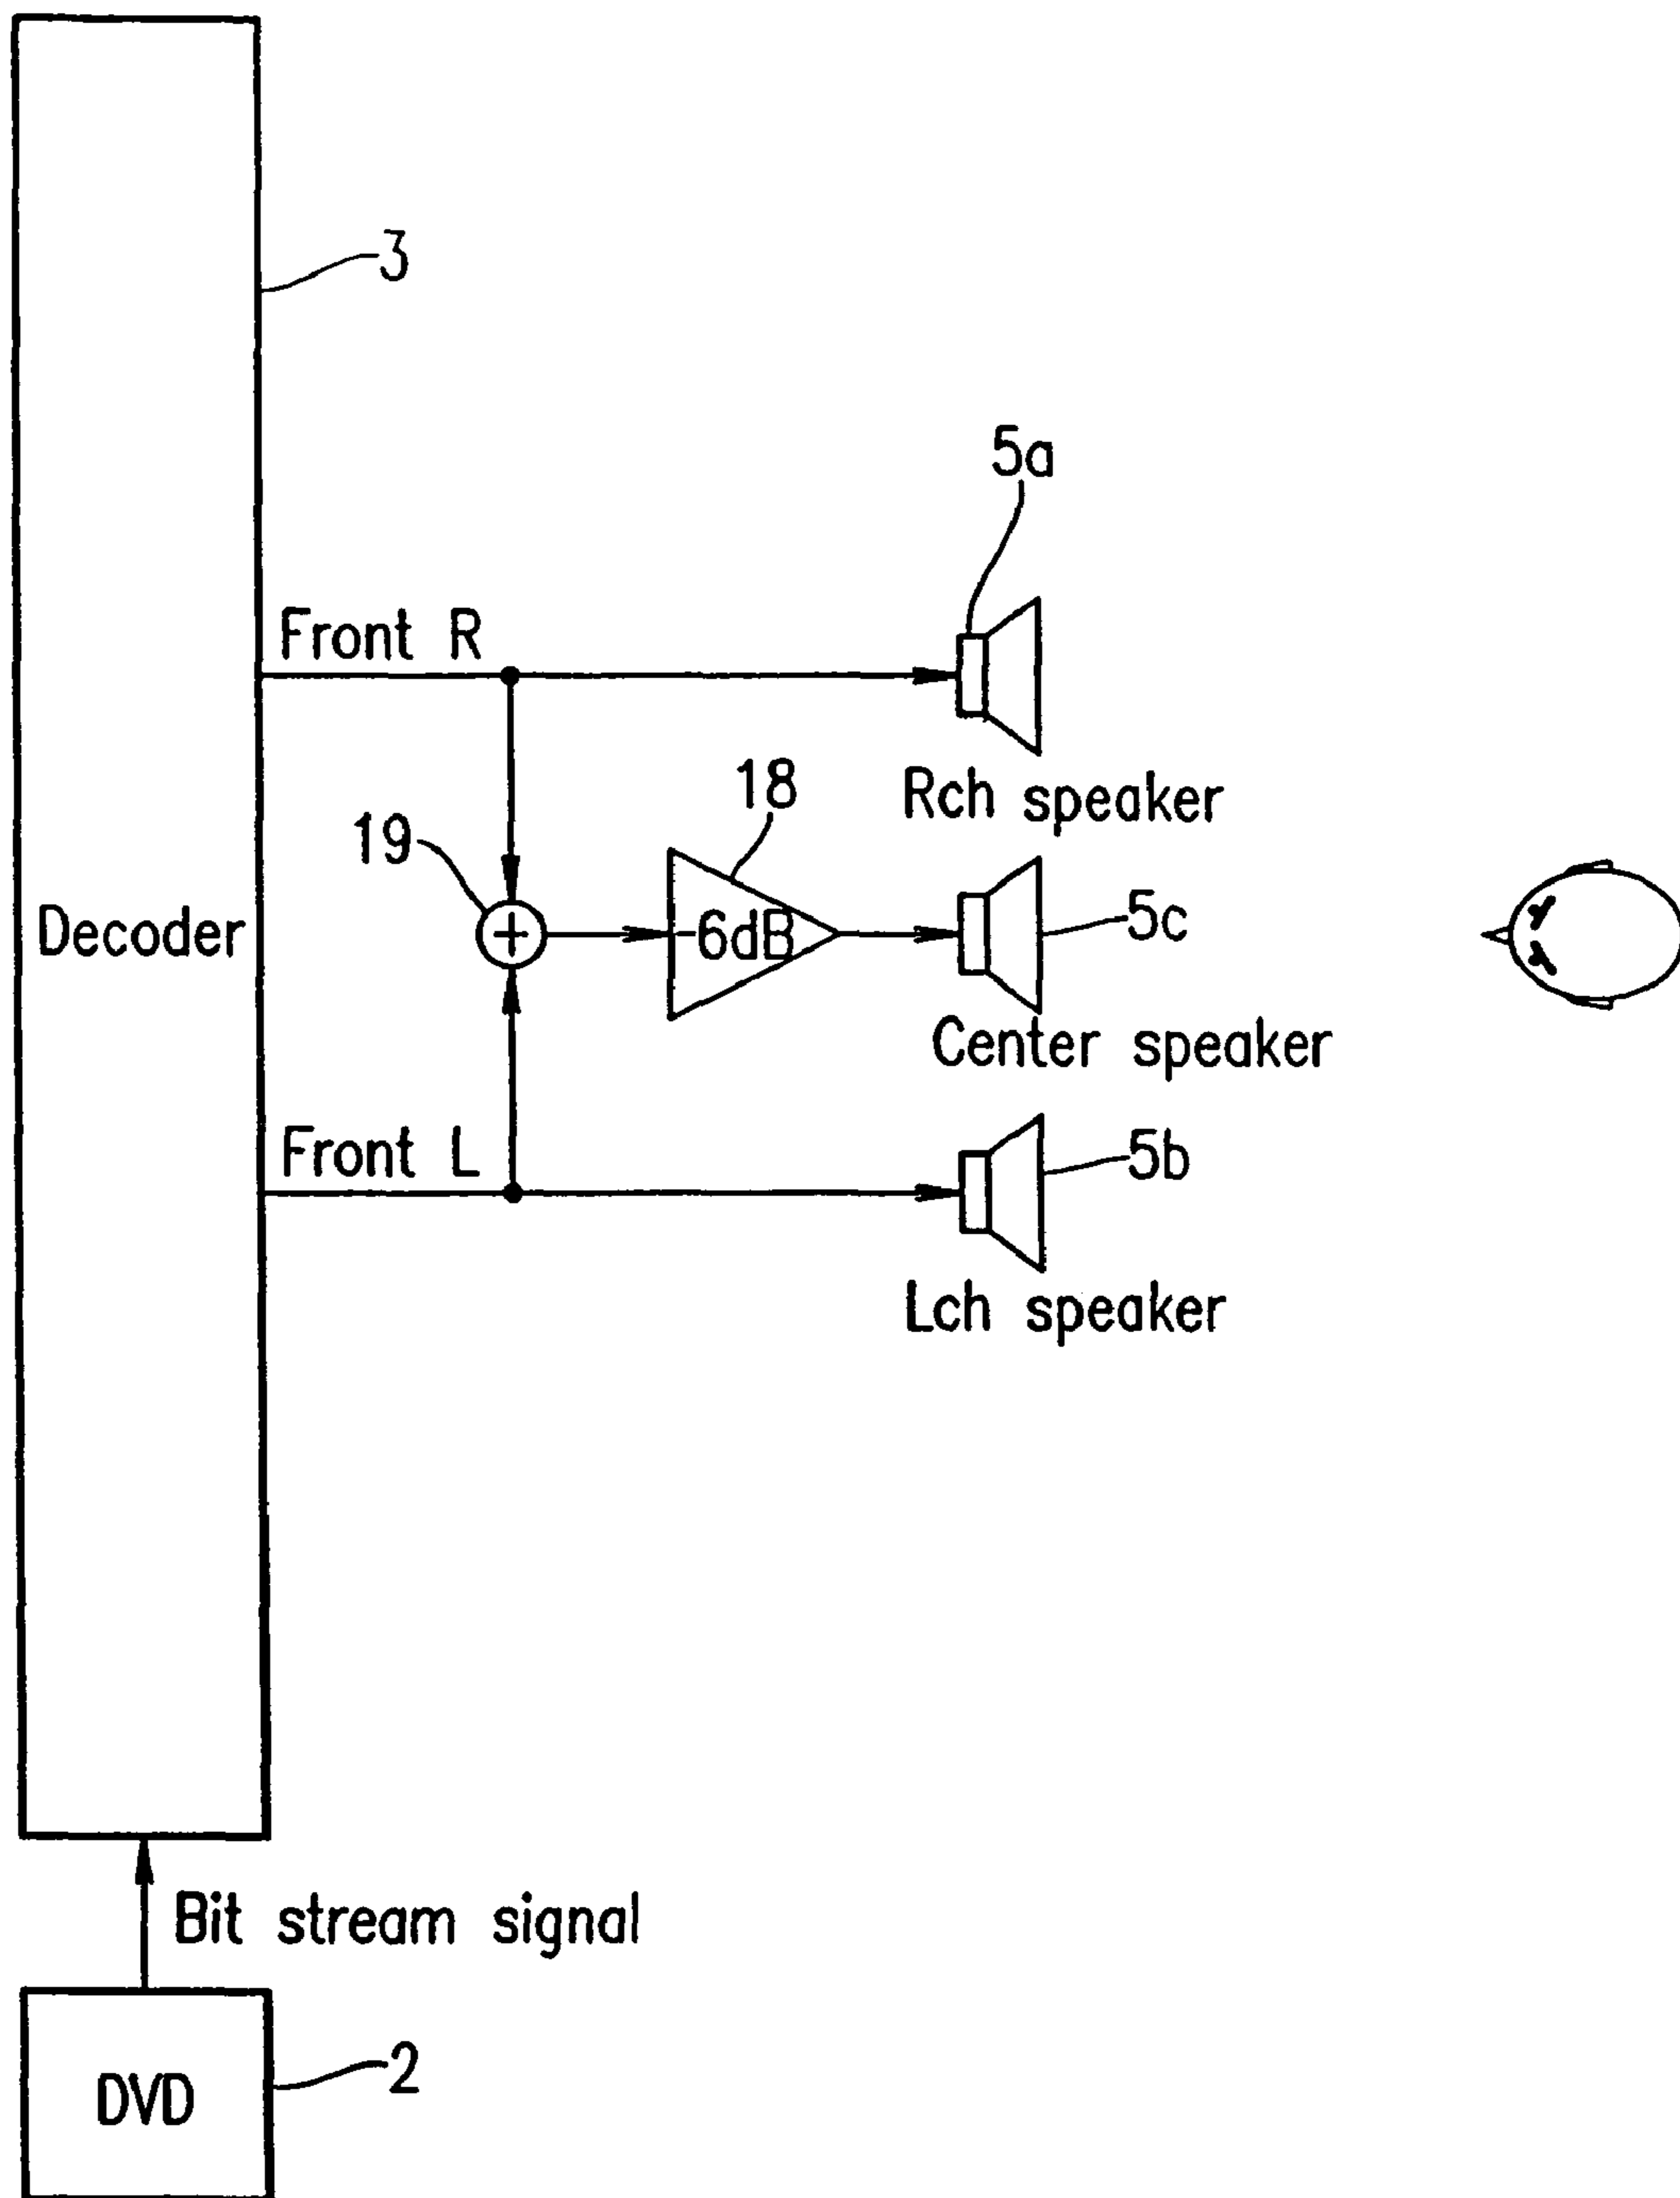 3
5a
Front R
18
Rch speaker
19
Decoder
-6dB
5c
Center speaker
Front L
5b
Lch speaker
Bit stream signal
DVD
2